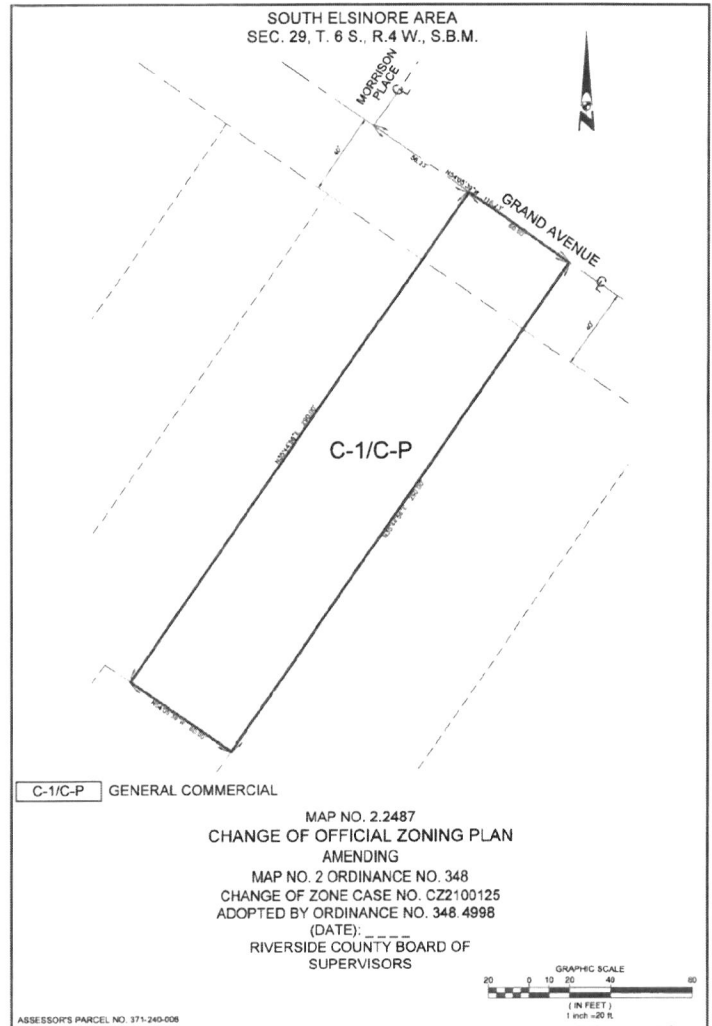 SOUTH ELSINORE AREA
SEC. 29, T. 6 S., R.4 W., S.B.M.
MORRISON
PLACE
N
GRAND AVENUE
60.00'
C-1/C-P
C-1/C-P GENERAL COMMERCIAL
MAP NO. 2.2487
CHANGE OF OFFICIAL ZONING PLAN
AMENDING
MAP NO. 2 ORDINANCE NO. 348
CHANGE OF ZONE CASE NO. CZ2100125
ADOPTED BY ORDINANCE NO. 348.4998
(DATE): _ _ _ _
RIVERSIDE COUNTY BOARD OF
SUPERVISORS
GRAPHIC SCALE
20 0 10 20 40 80
( IN FEET )
1 inch =20 ft.
ASSESSOR'S PARCEL NO. 371-240-006